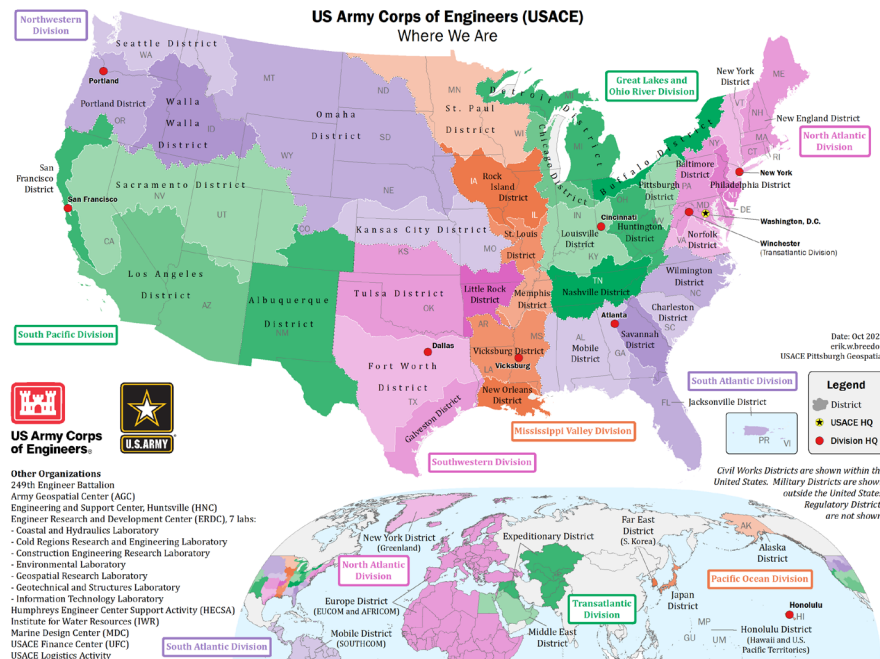 US Army Corps of Engineers (USACE)
Where We Are
Northwestern
Division
Seattle District
WA
Portland
Portland District
OR
Walla
Walla
District
ID
MT
Omaha
District
ND
SD
WY
NE
MN
St. Paul
District
WI
Detroit District
MI
Chicago District
Great Lakes and
Ohio River Division
Buffalo District
New York
District
ME
VT
NH
New England District
MA
CT
RI
NY
North Atlantic
Division
Baltimore
District
PA
New York
Philadelphia District
NJ
Pittsburgh
District
OH
MD
DE
Washington, D.C.
Winchester
(Transatlantic Division)
WV
VA
Norfolk
District
Cincinnati
Huntington
District
IN
Louisville
District
KY
IA
Rock
Island
District
IL
St. Louis
District
San
Francisco
District
San Francisco
Sacramento District
NV
UT
CA
CO
Kansas City District
KS
MO
Los Angeles
District
AZ
Albuquerque
District
NM
Tulsa District
OK
Little Rock
District
AR
Memphis
District
TN
Nashville District
Wilmington
District
NC
Charleston
District
SC
Atlanta
Savannah
District
GA
AL
Mobile
District
MS
Vicksburg District
Vicksburg
LA
New Orleans
District
Dallas
Fort Worth
District
TX
Galveston District
South Pacific Division
Southwestern Division
Mississippi Valley Division
South Atlantic Division
FL
Jacksonville District
PR
VI
Date: Oct 202
erik.w.breedo
USACE Pittsburgh Geospatia
Legend
District
USACE HQ
Division HQ
Civil Works Districts are shown within th
United States. Military Districts are show
outside the United States
Regulatory District
are not shown
US Army Corps
of Engineers®
U.S. ARMY
Other Organizations
249th Engineer Battalion
Army Geospatial Center (AGC)
Engineering and Support Center, Huntsville (HNC)
Engineer Research and Development Center (ERDC), 7 labs:
- Coastal and Hydraulics Laboratory
- Cold Regions Research and Engineering Laboratory
- Construction Engineering Research Laboratory
- Environmental Laboratory
- Geospatial Research Laboratory
- Geotechnical and Structures Laboratory
- Information Technology Laboratory
Humphreys Engineer Center Support Activity (HECSA)
Institute for Water Resources (IWR)
Marine Design Center (MDC)
USACE Finance Center (UFC)
USACE Logistics Activity
New York District
(Greenland)
North Atlantic
Division
Europe District
(EUCOM and AFRICOM)
Mobile District
(SOUTHCOM)
South Atlantic Division
Expeditionary District
Transatlantic
Division
Middle East
District
Far East
District
(S. Korea)
Japan
District
AK
Alaska
District
Pacific Ocean Division
Honolulu
HI
Honolulu District
(Hawaii and U.S.
Pacific Territories)
MP
GU
UM